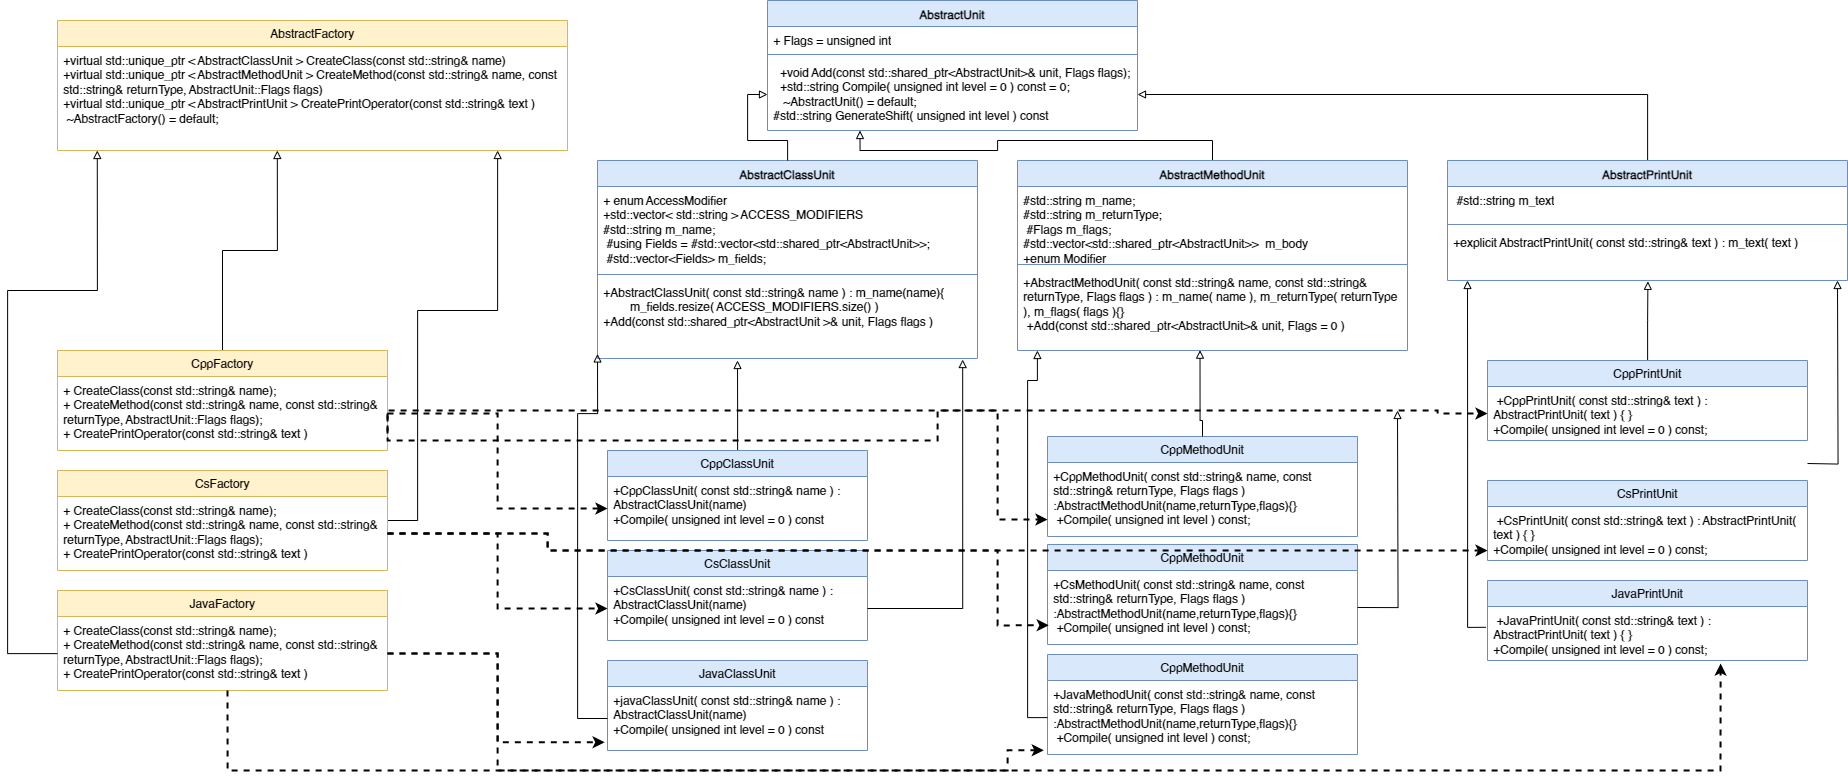 AbstractFactory
+virtual std::unique_ptr < AbstractClassUnit > CreateClass(const std::string& name)
+virtual std::unique_ptr < AbstractMethodUnit > CreateMethod(const std::string& name, const
std::string& returnType, AbstractUnit::Flags flags)
+virtual std::unique_ptr < AbstractPrintUnit > CreatePrintOperator(const std::string& text )
~AbstractFactory() = default;
AbstractUnit
+ Flags = unsigned int
+void Add(const std::shared_ptr<AbstractUnit>& unit, Flags flags);
+std::string Compile( unsigned int level = 0 ) const = 0;
~AbstractUnit() = default;
#std::string GenerateShift( unsigned int level ) const
AbstractClassUnit
+ enum AccessModifier
+std::vector< std::string > ACCESS_MODIFIERS
#std::string m_name;
#using Fields = #std::vector<std::shared_ptr<AbstractUnit>>;
#std::vector<Fields> m_fields;
+AbstractClassUnit( const std::string& name ) : m_name(name){
m_fields.resize( ACCESS_MODIFIERS.size() )
+Add(const std::shared_ptr<AbstractUnit >& unit, Flags flags )
AbstractMethodUnit
#std::string m_name;
#std::string m_returnType;
#Flags m_flags;
#std::vector<std::shared_ptr<AbstractUnit>> m_body
+enum Modifier
+AbstractMethodUnit( const std::string& name, const std::string&
returnType, Flags flags ) : m_name( name ), m_returnType( returnType
), m_flags( flags ){}
+Add(const std::shared_ptr<AbstractUnit>& unit, Flags = 0 )
AbstractPrintUnit
#std::string m_text
+explicit AbstractPrintUnit( const std::string& text ) : m_text( text )
CppFactory
+ CreateClass(const std::string& name);
+ CreateMethod(const std::string& name, const std::string&
returnType, AbstractUnit::Flags flags);
+ CreatePrintOperator(const std::string& text )
CsFactory
+ CreateClass(const std::string& name);
+ CreateMethod(const std::string& name, const std::string&
returnType, AbstractUnit::Flags flags);
+ CreatePrintOperator(const std::string& text )
JavaFactory
+ CreateClass(const std::string& name);
+ CreateMethod(const std::string& name, const std::string&
returnType, AbstractUnit::Flags flags);
+ CreatePrintOperator(const std::string& text )
CppClassUnit
+CppClassUnit( const std::string& name ) :
AbstractClassUnit(name)
+Compile( unsigned int level = 0 ) const
CsClassUnit
+CsClassUnit( const std::string& name ) :
AbstractClassUnit(name)
+Compile( unsigned int level = 0 ) const
JavaClassUnit
+javaClassUnit( const std::string& name ) :
AbstractClassUnit(name)
+Compile( unsigned int level = 0 ) const
CppMethodUnit
+CppMethodUnit( const std::string& name, const
std::string& returnType, Flags flags )
:AbstractMethodUnit(name,returnType,flags){}
+Compile( unsigned int level ) const;
CppMethodUnit
+CsMethodUnit( const std::string& name, const
std::string& returnType, Flags flags )
:AbstractMethodUnit(name,returnType,flags){}
+Compile( unsigned int level ) const;
CppMethodUnit
+JavaMethodUnit( const std::string& name, const
std::string& returnType, Flags flags )
:AbstractMethodUnit(name,returnType,flags){}
+Compile( unsigned int level ) const;
CppPrintUnit
+CppPrintUnit( const std::string& text ) :
AbstractPrintUnit( text ) { }
+Compile( unsigned int level = 0 ) const;
CsPrintUnit
+CsPrintUnit( const std::string& text ) : AbstractPrintUnit(
text ) { }
+Compile( unsigned int level = 0 ) const;
JavaPrintUnit
+JavaPrintUnit( const std::string& text ) :
AbstractPrintUnit( text ) { }
+Compile( unsigned int level = 0 ) const;